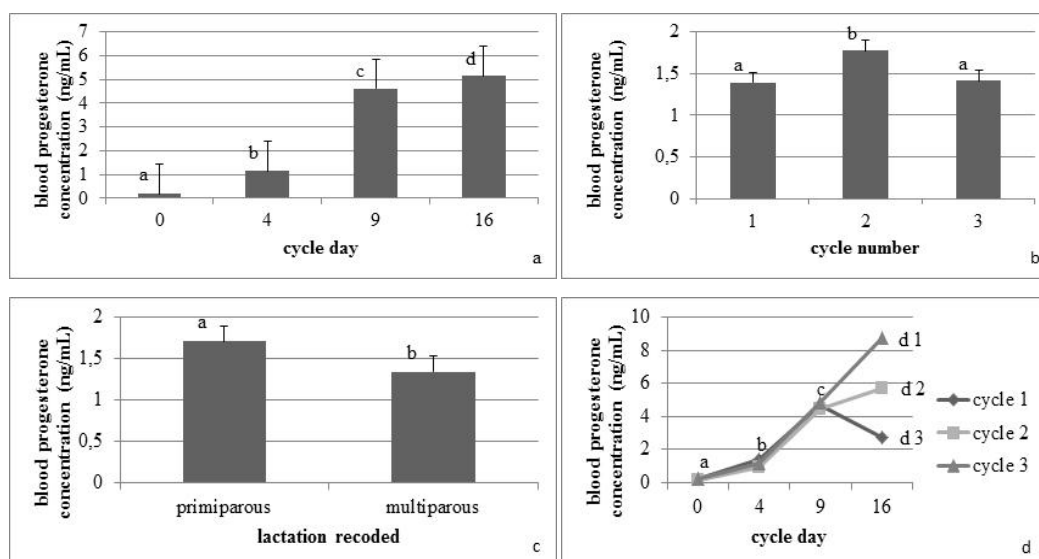 blood progesterone
concentration (ng/mL)
7
6
5
4
3
2
1
0
a
b
c
d
0 4 9 16
cycle day
a
blood progesterone
concentration (ng/mL)
2
1,5
1
0,5
0
a
b
a
1 2 3
cycle number
b
blood progesterone
concentration (ng/mL)
2
1,5
1
0,5
0
a
b
primiparous multiparous
lactation recoded
c
blood progesterone
concentration (ng/mL)
10
8
6
4
2
0
a
b
c
d 1
d 2
d 3
0 4 9 16
cycle day
cycle 1
cycle 2
cycle 3
d